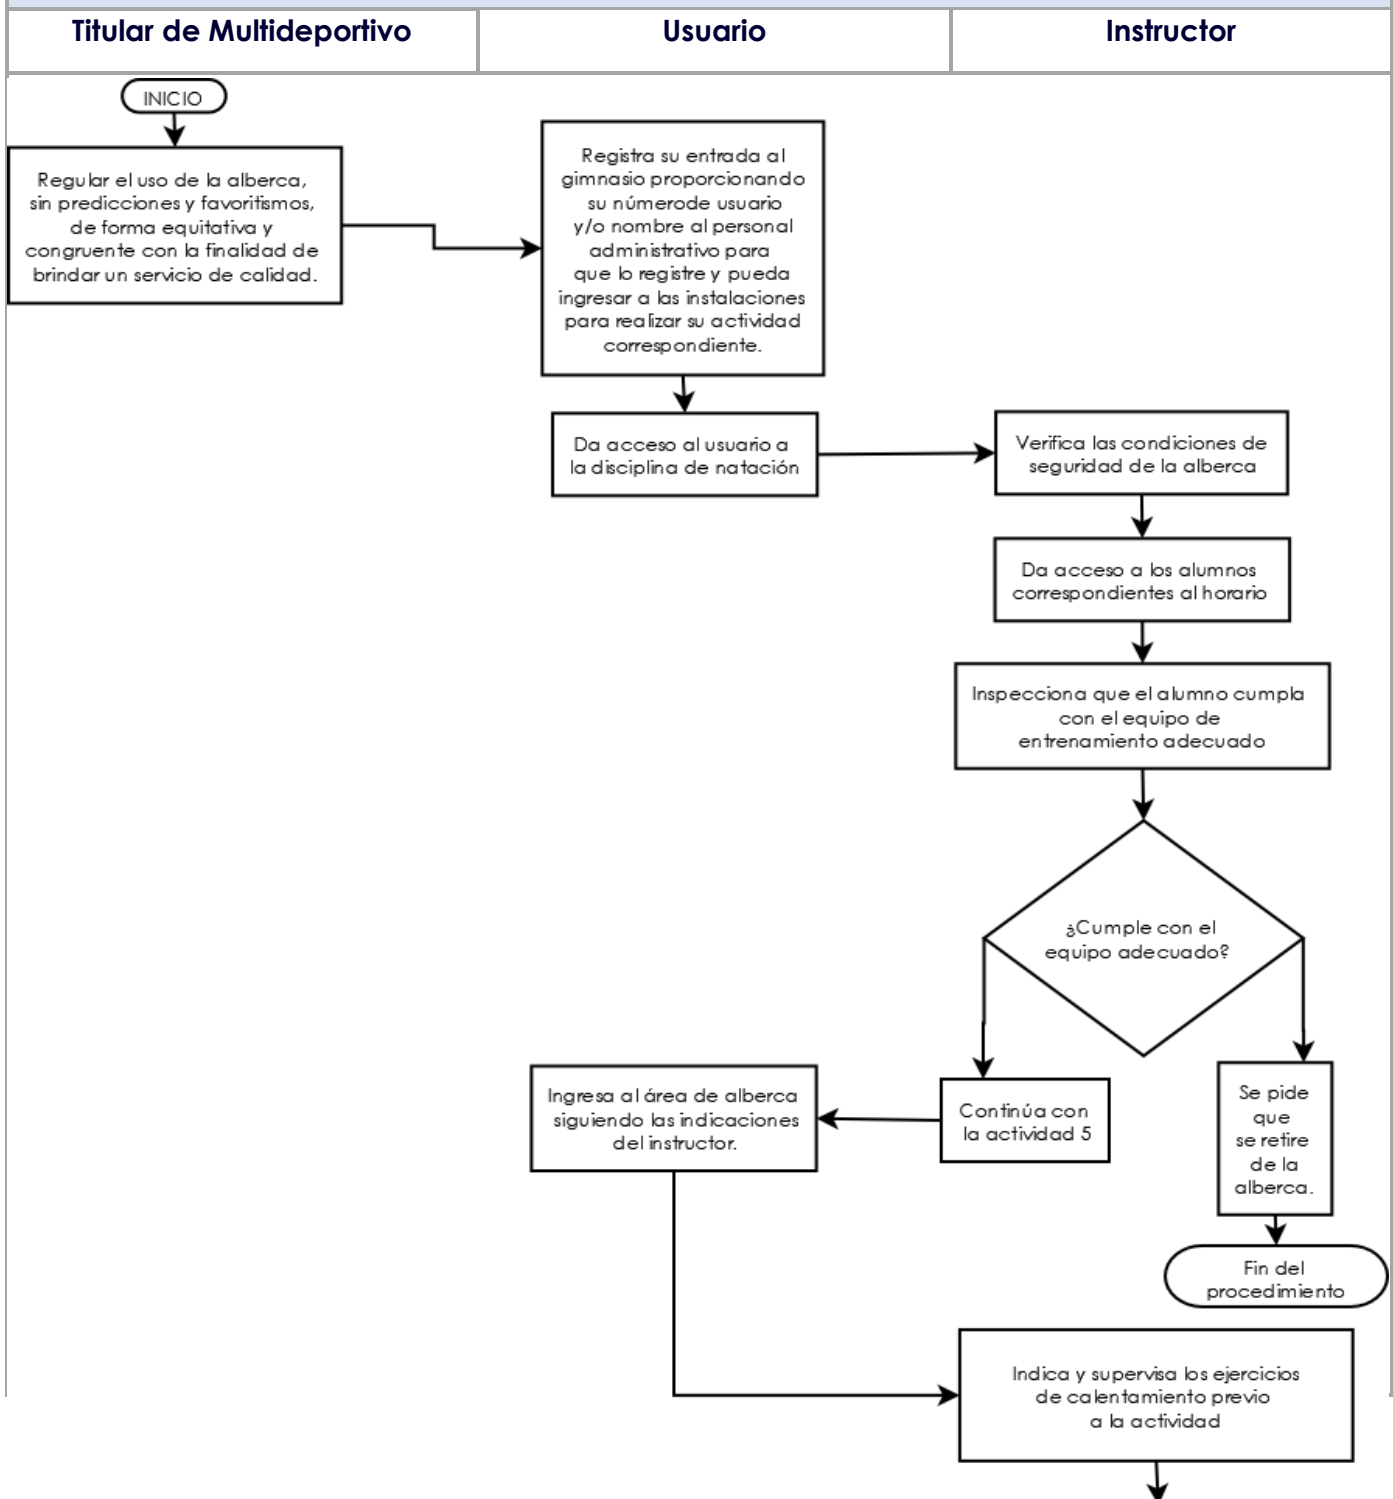 Titular de Multideportivo
Usuario
Instructor
INICIO
Regular el uso de la alberca,
sin predicciones y favoritismos,
de forma equitativa y
congruente con la finalidad de
brindar un servicio de calidad.
Registra su entrada al
gimnasio proporcionando
su númerode usuario
y/o nombre al personal
administrativo para
que lo registre y pueda
ingresar a las instalaciones
para realizar su actividad
correspondiente.
Da acceso al usuario a
la disciplina de natación
Verifica las condiciones de
seguridad de la alberca
Da acceso a los alumnos
correspondientes al horario
Inspecciona que el alumno cumpla
con el equipo de
entrenamiento adecuado
¿Cumple con el
equipo adecuado?
Continúa con
la actividad 5
Se pide
que
se retire
de la
alberca.
Ingresa al área de alberca
siguiendo las indicaciones
del instructor.
Fin del
procedimiento
Indica y supervisa los ejercicios
de calentamiento previo
a la actividad